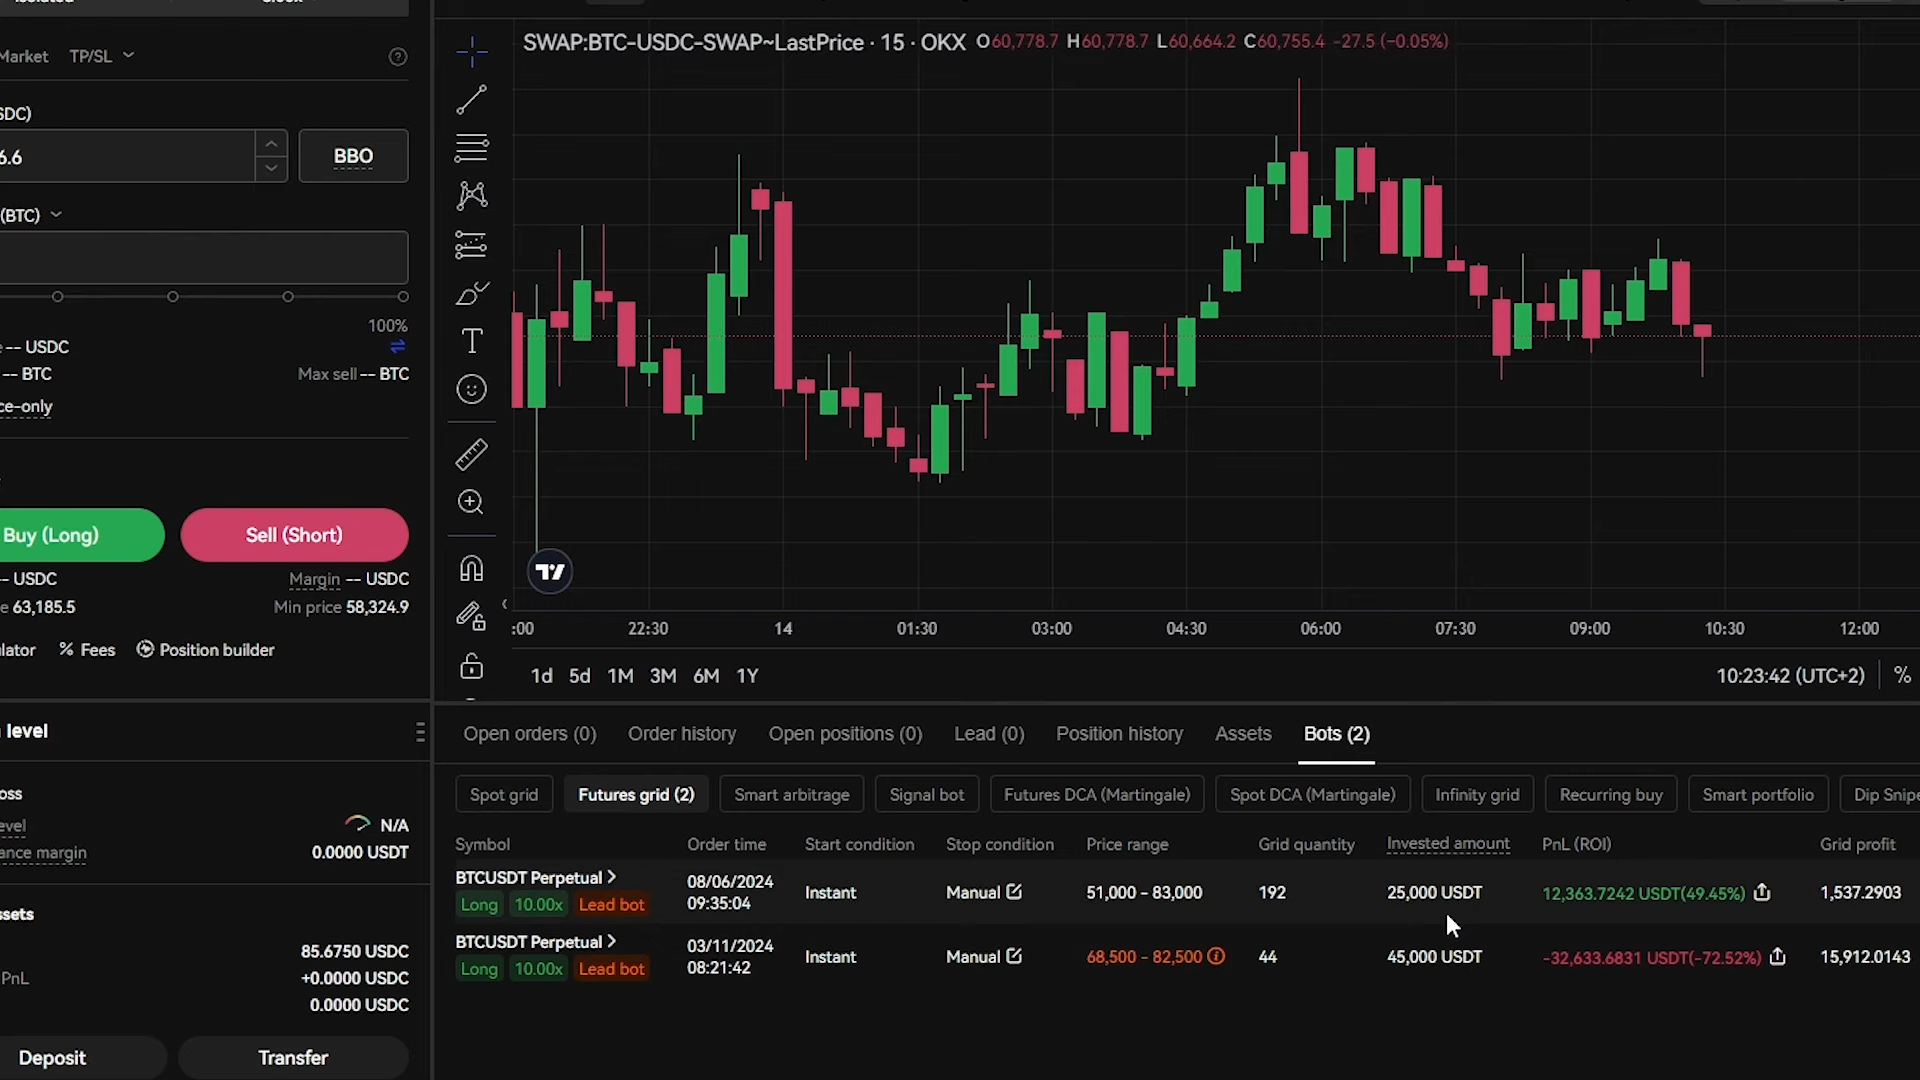 SWAP:BTC-USDC-SWAP~LastPrice · 15 · OKX O60,778.7 H60,778.7 L60,664.2 C60,755.4 -27.5 (-0.05%)
Market TP/SL
SDC)
6.6 BBO
(BTC)
100%
-- USDC
-- BTC Max sell -- BTC
ce-only
Buy (Long) Sell (Short)
-- USDC Margin -- USDC
e 63,185.5 Min price 58,324.9
lator % Fees Position builder
:00 22:30 14 01:30 03:00 04:30 06:00 07:30 09:00 10:30 12:00
1d 5d 1M 3M 6M 1Y 10:23:42 (UTC+2) %
level
oss
evel N/A
ance margin 0.0000 USDT
sets
85.6750 USDC
PnL +0.0000 USDC
0.0000 USDC
Deposit Transfer
Open orders (0) Order history Open positions (0) Lead (0) Position history Assets Bots (2)
Spot grid Futures grid (2) Smart arbitrage Signal bot Futures DCA (Martingale) Spot DCA (Martingale) Infinity grid Recurring buy Smart portfolio Dip Snipe
Symbol Order time Start condition Stop condition Price range Grid quantity Invested amount PnL (ROI) Grid profit
BTCUSDT Perpetual > 08/06/2024 09:35:04 Instant Manual 51,000 - 83,000 192 25,000 USDT 12,363.7242 USDT(49.45%) 1,537.2903
Long 10.00x Lead bot
BTCUSDT Perpetual > 03/11/2024 08:21:42 Instant Manual 68,500 - 82,500 44 45,000 USDT -32,633.6831 USDT(-72.52%) 15,912.0143
Long 10.00x Lead bot